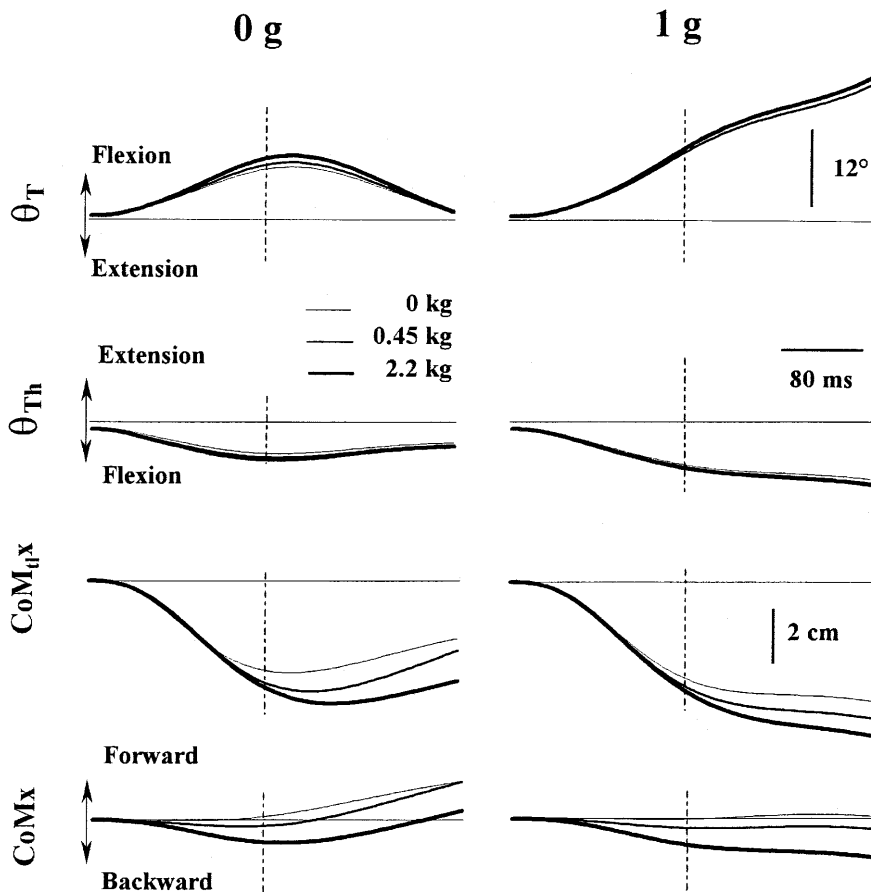 0 g
1 g
Flexion
θT
Extension
12°
0 kg
0.45 kg
2.2 kg
Extension
θTh
Flexion
80 ms
CoMtlx
2 cm
Forward
CoMx
Backward